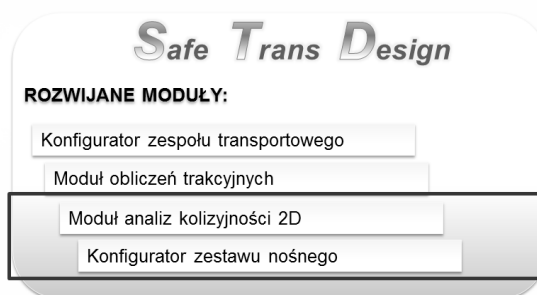 Safe Trans Design
ROZWIJANE MODUŁY:
Konfigurator zespołu transportowego
Moduł obliczeń trakcyjnych
Moduł analiz kolizyjności 2D
Konfigurator zestawu nośnego